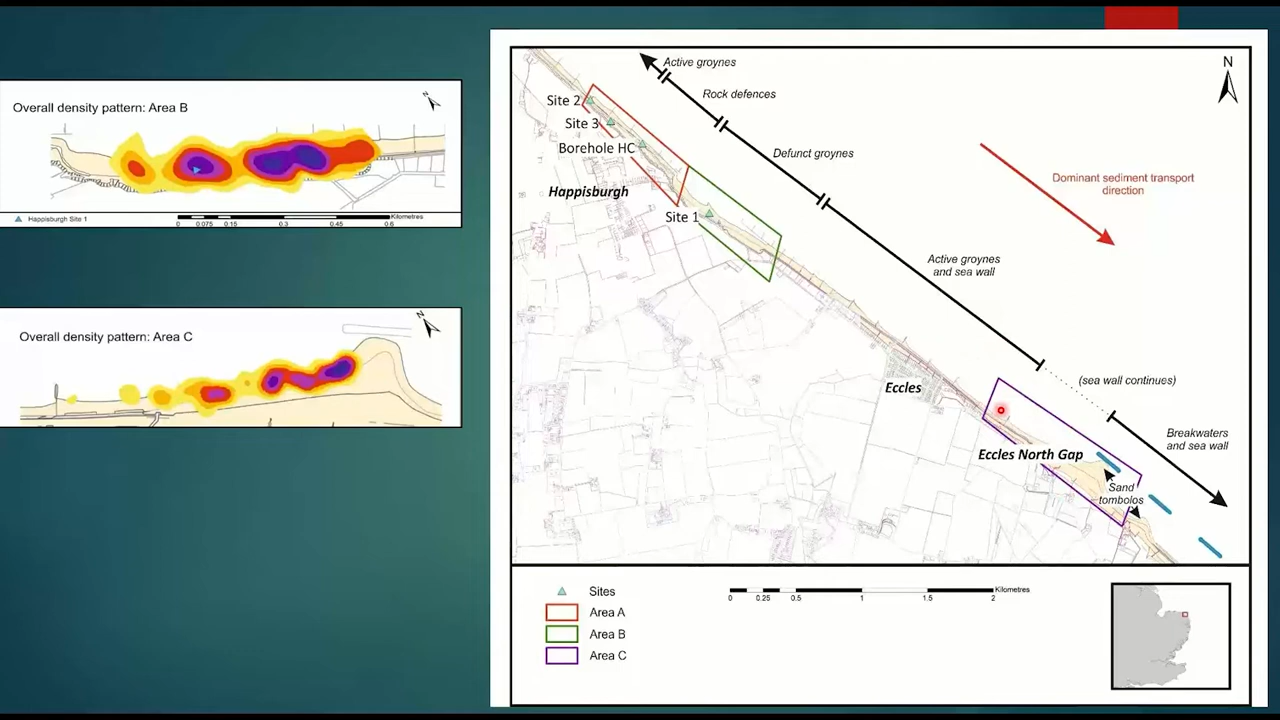 Overall density pattern: Area B
N
Happisburgh Site 1
Kilometres
0 0.075 0.15 0.3 0.45 0.6
Overall density pattern: Area C
N
Active groynes
N
Rock defences
Site 2
Site 3
Defunct groynes
Borehole HC
Dominant sediment transport
direction
Happisburgh
Site 1
Active groynes
and sea wall
(sea wall continues)
Eccles
Breakwaters
and sea wall
Eccles North Gap
Sand
tombolos
Sites
Kilometres
0 0.25 0.5 1 1.5 2
Area A
Area B
Area C